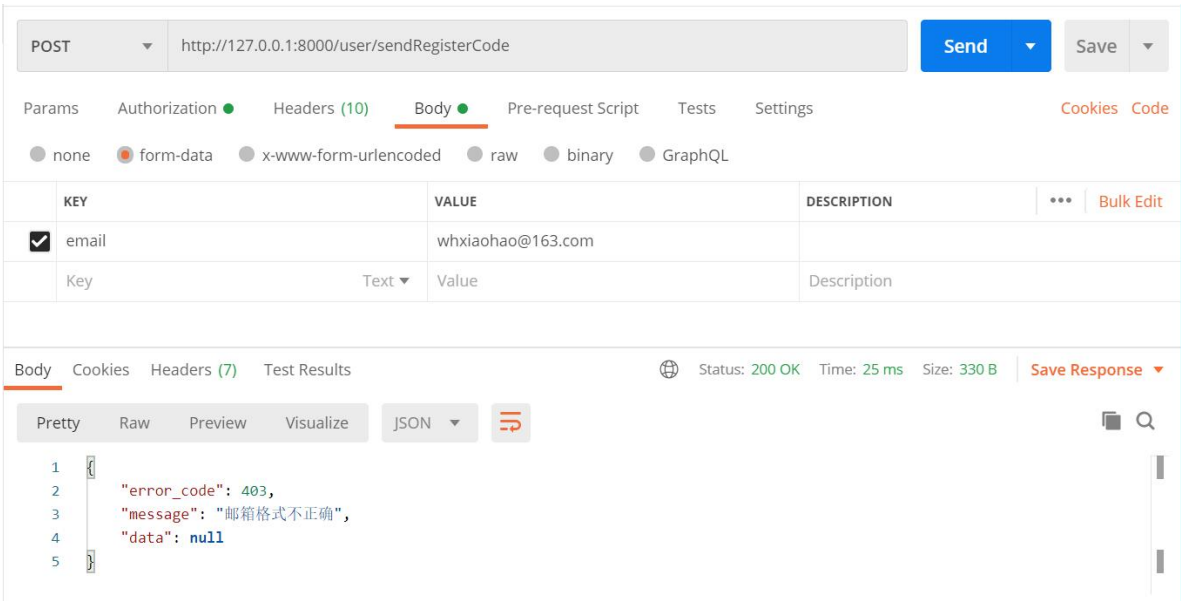 POST http://127.0.0.1:8000/user/sendRegisterCode Send Save
Params Authorization Headers (10) Body Pre-request Script Tests Settings Cookies Code
none form-data x-www-form-urlencoded raw binary GraphQL
KEY VALUE DESCRIPTION ••• Bulk Edit
email whxiaohao@163.com
Key Text Value Description
Body Cookies Headers (7) Test Results Status: 200 OK Time: 25 ms Size: 330 B Save Response
Pretty Raw Preview Visualize JSON
1 {
2 "error_code": 403,
3 "message": "邮箱格式不正确",
4 "data": null
5 }